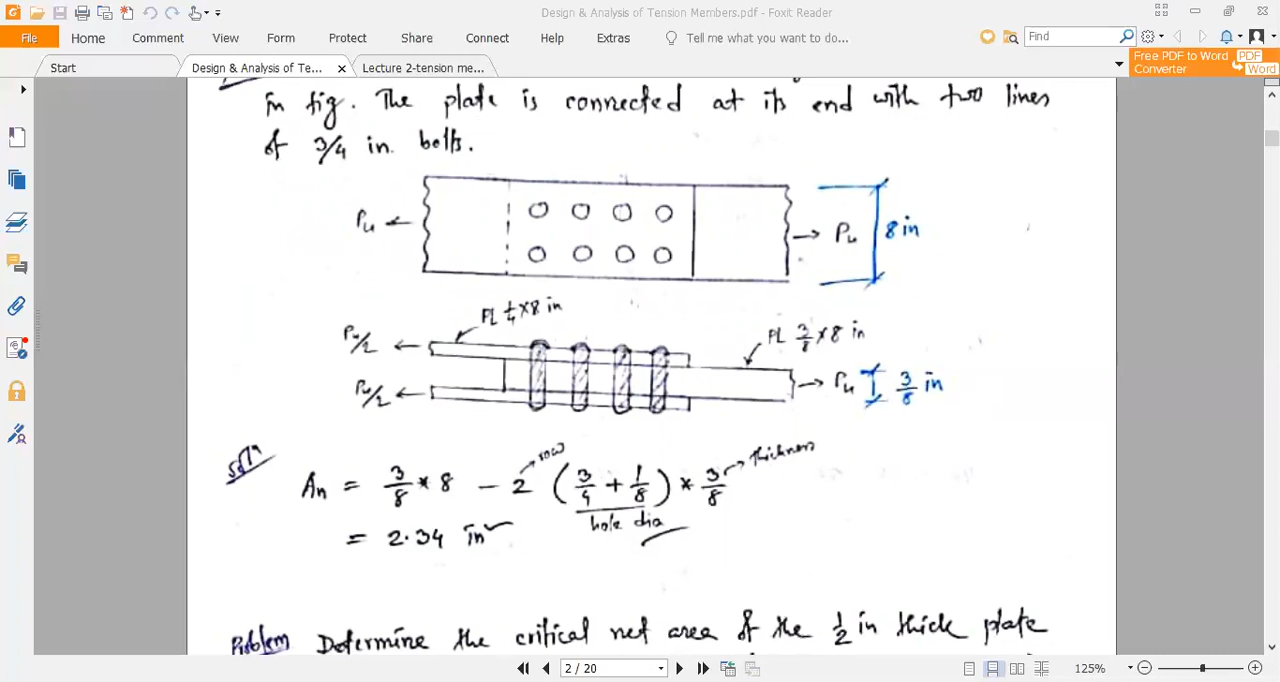 Design & Analysis of Tension Members.pdf - Foxit Reader
File Home Comment View Form Protect Share Connect Help Extras Tell me what you want to do... Find
Start Design & Analysis of Te... Lecture 2-tension me... Free PDF to Word Converter PDF Word
in fig. The plate is connected at its end with two lines
of 3/4 in. bolts.
Pu
Pu 8 in
PL 1/4 × 8 in
Pu/2
PL 3/8 × 8 in
Pu 3/8 in
Pu/2
Solⁿ
row
thickness
An = 3/8 * 8 - 2 (3/4 + 1/8) * 3/8
hole dia
= 2.34 in²
Problem Determine the critical net area of the 1/2 in thick plate
2 / 20 125%